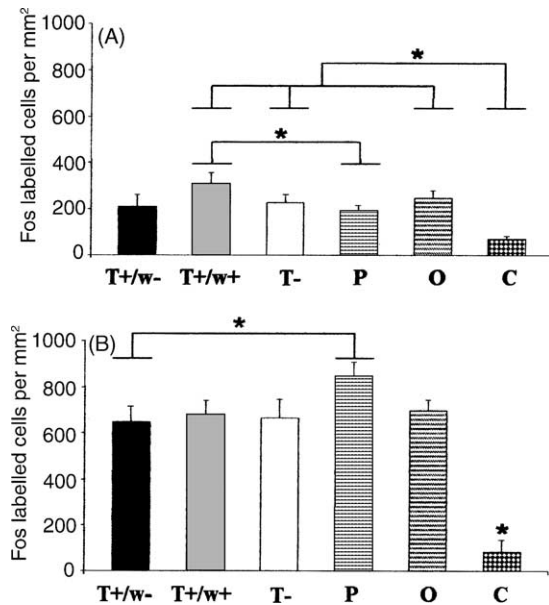 1000
(A)
800
600
400
200
0
Fos labelled cells per mm²
*
*
T+/w- T+/w+ T- P O C
1000
(B)
800
600
400
200
0
Fos labelled cells per mm²
*
*
T+/w- T+/w+ T- P O C